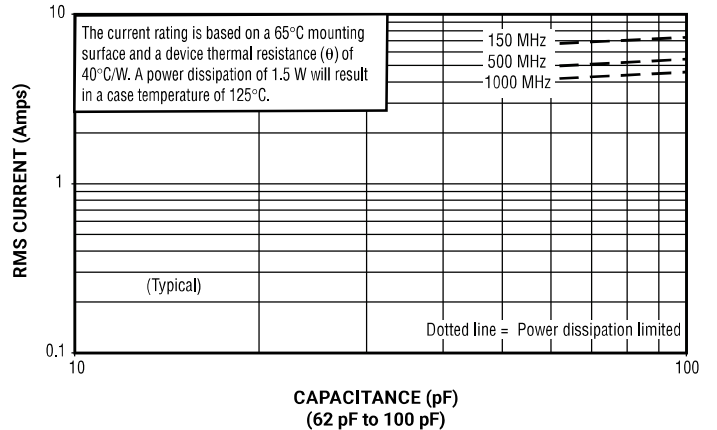 10
The current rating is based on a 65°C mounting
surface and a device thermal resistance (θ) of
40°C/W. A power dissipation of 1.5 W will result
in a case temperature of 125°C.
150 MHz
500 MHz
1000 MHz
RMS CURRENT (Amps)
1
(Typical)
Dotted line = Power dissipation limited
0.1
10
100
CAPACITANCE (pF)
(62 pF to 100 pF)